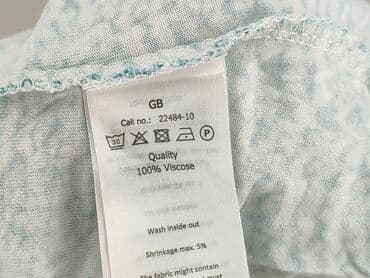 GB
Call no.: 22484-10
30 P
Quality
100% Viscose
Wash inside out
Shrinkage max. 5%
The fabric might contain